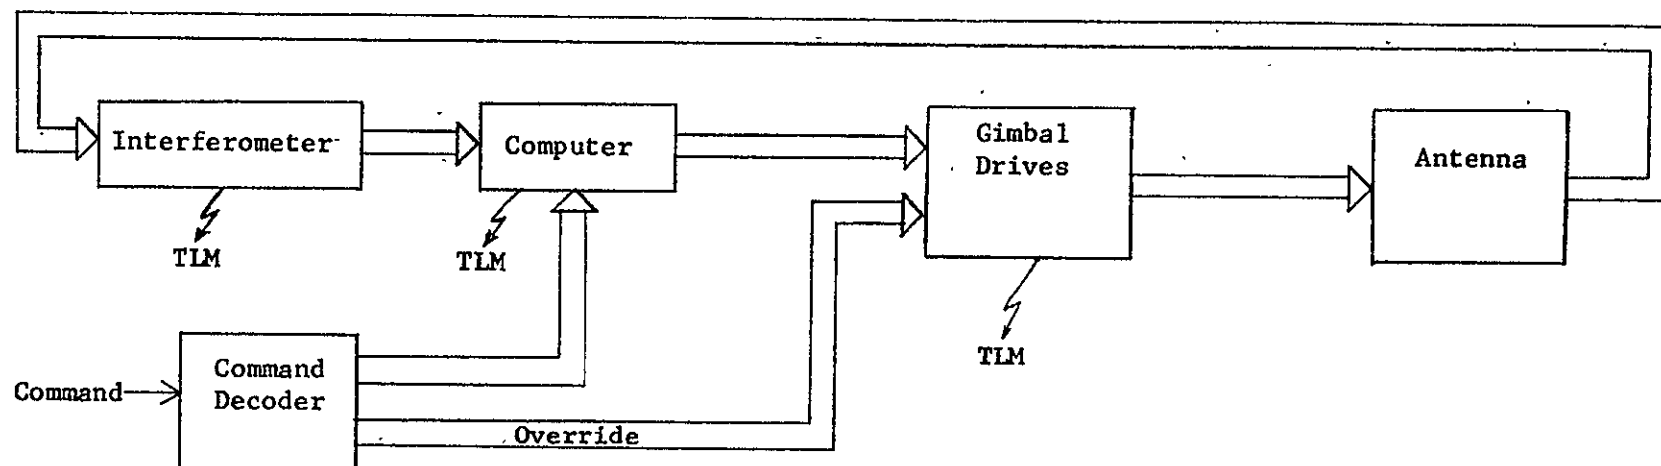 Interferometer
Computer
Gimbal
Drives
Antenna
TLM
TLM
TLM
Command
Command
Decoder
Override